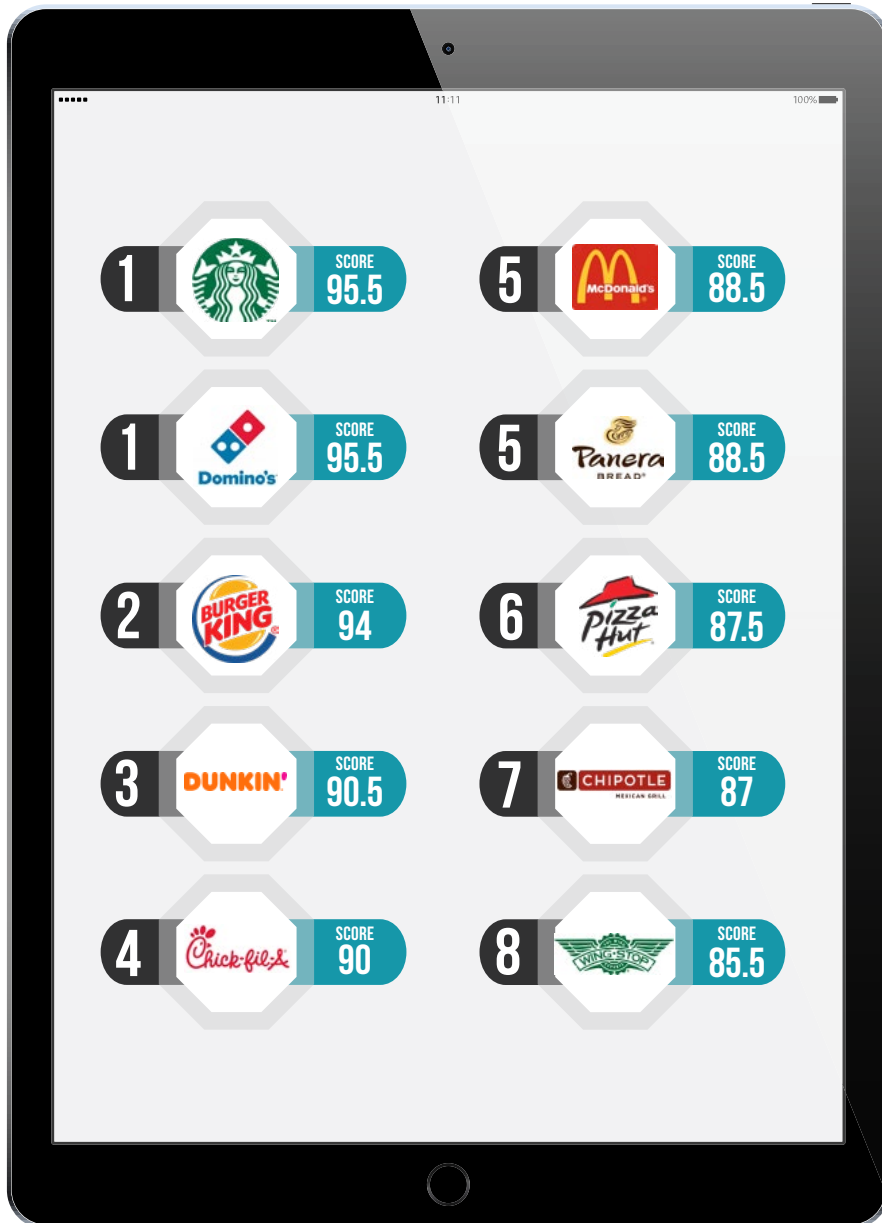 11:11
100%
1
SCORE
95.5
1
Domino's
SCORE
95.5
2
BURGER
KING
SCORE
94
3
DUNKIN'
SCORE
90.5
4
Chick-fil-A
SCORE
90
5
McDonald's
SCORE
88.5
5
Panera
BREAD®
SCORE
88.5
6
Pizza
Hut
SCORE
87.5
7
CHIPOTLE
MEXICAN GRILL
SCORE
87
8
WING·STOP
SCORE
85.5